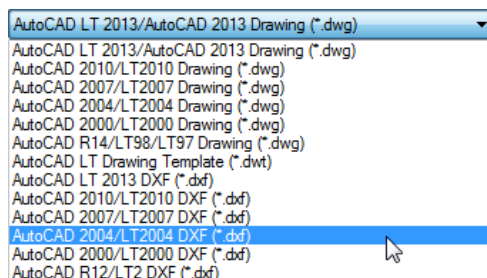 AutoCAD LT 2013/AutoCAD 2013 Drawing (*.dwg)
AutoCAD LT 2013/AutoCAD 2013 Drawing (*.dwg)
AutoCAD 2010/LT2010 Drawing (*.dwg)
AutoCAD 2007/LT2007 Drawing (*.dwg)
AutoCAD 2004/LT2004 Drawing (*.dwg)
AutoCAD 2000/LT2000 Drawing (*.dwg)
AutoCAD R14/LT98/LT97 Drawing (*.dwg)
AutoCAD LT Drawing Template (*.dwt)
AutoCAD LT 2013 DXF (*.dxf)
AutoCAD 2010/LT2010 DXF (*.dxf)
AutoCAD 2007/LT2007 DXF (*.dxf)
AutoCAD 2004/LT2004 DXF (*.dxf)
AutoCAD 2000/LT2000 DXF (*.dxf)
AutoCAD R12/LT2 DXF (*.dxf)